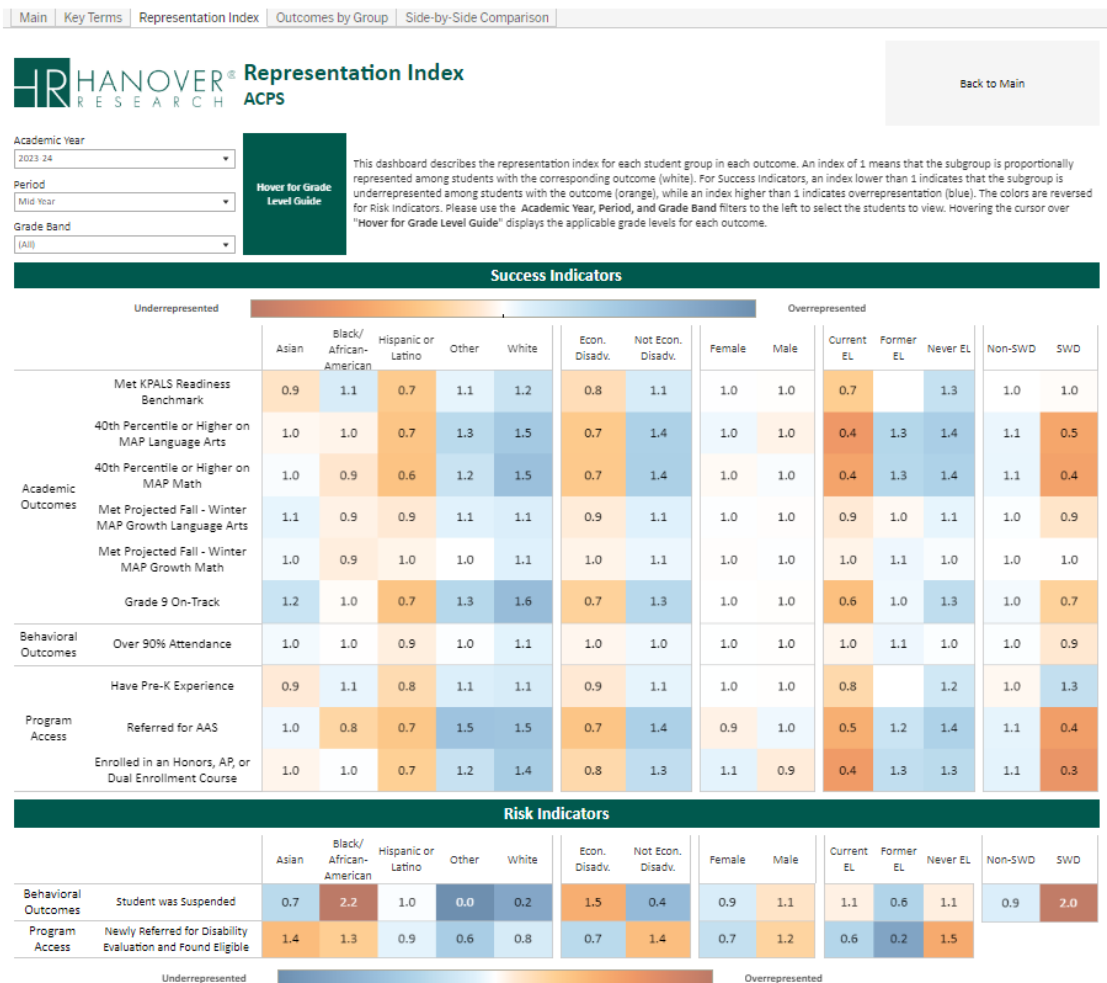 Main Key Terms Representation Index Outcomes by Group Side-by-Side Comparison
HR HANOVER®
RESEARCH
Representation Index
ACPS
Back to Main
Academic Year
2023-24
Period
Mid Year
Grade Band
(All)
Hover for Grade
Level Guide
This dashboard describes the representation index for each student group in each outcome. An index of 1 means that the subgroup is proportionally
represented among students with the corresponding outcome (white). For Success Indicators, an index lower than 1 indicates that the subgroup is
underrepresented among students with the outcome (orange), while an index higher than 1 indicates overrepresentation (blue). The colors are reversed
for Risk Indicators. Please use the Academic Year, Period, and Grade Band filters to the left to select the students to view. Hovering the cursor over
"Hover for Grade Level Guide" displays the applicable grade levels for each outcome.
Success Indicators
Underrepresented Overrepresented
Asian Black/ African-American Hispanic or Latino Other White Econ. Disadv. Not Econ. Disadv. Female Male Current EL Former EL Never EL Non-SWD SWD
Academic Outcomes
Met KPALS Readiness Benchmark 0.9 1.1 0.7 1.1 1.2 0.8 1.1 1.0 1.0 0.7 1.3 1.0 1.0
40th Percentile or Higher on MAP Language Arts 1.0 1.0 0.7 1.3 1.5 0.7 1.4 1.0 1.0 0.4 1.3 1.4 1.1 0.5
40th Percentile or Higher on MAP Math 1.0 0.9 0.6 1.2 1.5 0.7 1.4 1.0 1.0 0.4 1.3 1.4 1.1 0.4
Met Projected Fall - Winter MAP Growth Language Arts 1.1 0.9 0.9 1.1 1.1 0.9 1.1 1.0 1.0 0.9 1.0 1.1 1.0 0.9
Met Projected Fall - Winter MAP Growth Math 1.0 0.9 1.0 1.0 1.1 1.0 1.1 1.0 1.0 1.0 1.1 1.0 1.0 1.0
Grade 9 On-Track 1.2 1.0 0.7 1.3 1.6 0.7 1.3 1.0 1.0 0.6 1.0 1.3 1.0 0.7
Behavioral Outcomes
Over 90% Attendance 1.0 1.0 0.9 1.0 1.1 1.0 1.0 1.0 1.0 1.0 1.1 1.0 1.0 0.9
Program Access
Have Pre-K Experience 0.9 1.1 0.8 1.1 1.1 0.9 1.1 1.0 1.0 0.8 1.2 1.0 1.3
Referred for AAS 1.0 0.8 0.7 1.5 1.5 0.7 1.4 0.9 1.0 0.5 1.2 1.4 1.1 0.4
Enrolled in an Honors, AP, or Dual Enrollment Course 1.0 1.0 0.7 1.2 1.4 0.8 1.3 1.1 0.9 0.4 1.3 1.3 1.1 0.3
Risk Indicators
Asian Black/ African-American Hispanic or Latino Other White Econ. Disadv. Not Econ. Disadv. Female Male Current EL Former EL Never EL Non-SWD SWD
Behavioral Outcomes
Student was Suspended 0.7 2.2 1.0 0.0 0.2 1.5 0.4 0.9 1.1 1.1 0.6 1.1 0.9 2.0
Program Access
Newly Referred for Disability Evaluation and Found Eligible 1.4 1.3 0.9 0.6 0.8 0.7 1.4 0.7 1.2 0.6 0.2 1.5
Underrepresented Overrepresented